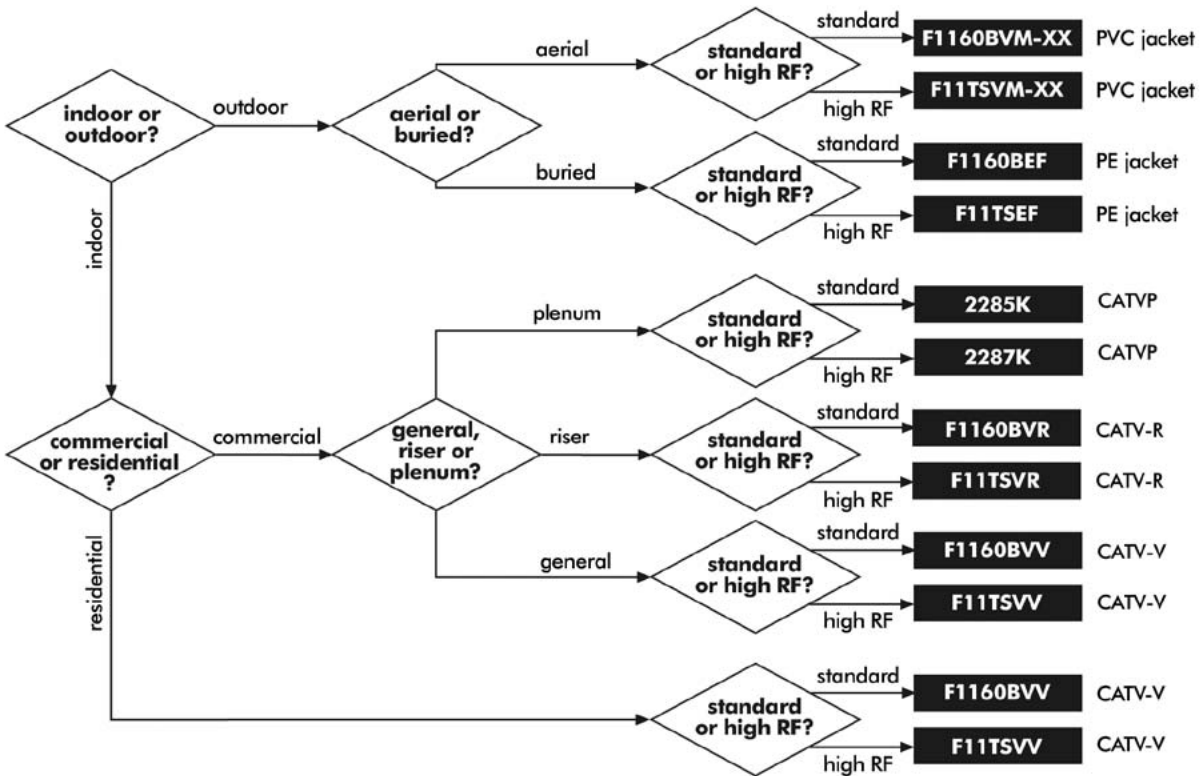 standard
F1160BVM-XX PVC jacket
aerial
standard
or high RF?
F11TSVM-XX PVC jacket
high RF
indoor or
outdoor?
outdoor
aerial or
buried?
standard
F1160BEF PE jacket
buried
standard
or high RF?
F11TSEF PE jacket
high RF
indoor
standard
2285K CATVP
plenum
standard
or high RF?
2287K CATVP
high RF
commercial
or residential
?
commercial
general,
riser or
plenum?
standard
F1160BVR CATV-R
riser
standard
or high RF?
F11TSVR CATV-R
high RF
standard
F1160BVV CATV-V
general
standard
or high RF?
F11TSVV CATV-V
high RF
residential
standard
F1160BVV CATV-V
standard
or high RF?
F11TSVV CATV-V
high RF